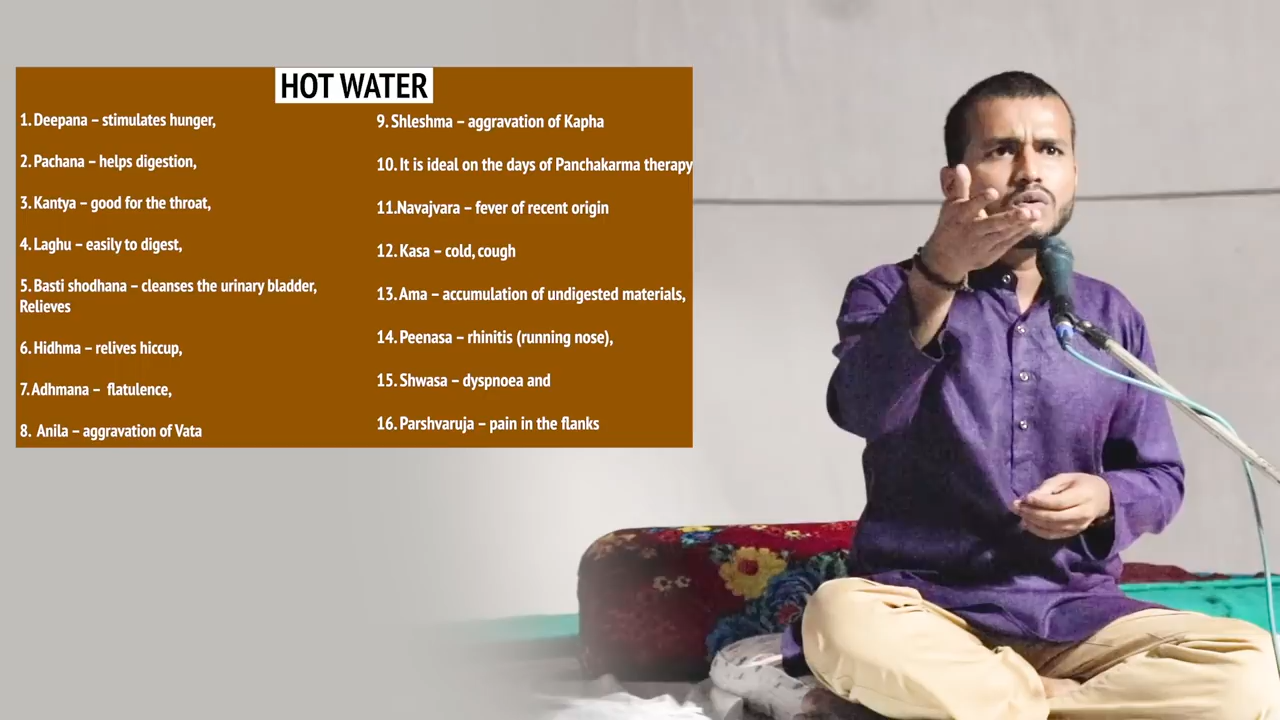 HOT WATER
1. Deepana – stimulates hunger,
2. Pachana – helps digestion,
3. Kantya – good for the throat,
4. Laghu – easily to digest,
5. Basti shodhana – cleanses the urinary bladder,
Relieves
6. Hidhma – relives hiccup,
7. Adhmana – flatulence,
8. Anila – aggravation of Vata
9. Shleshma – aggravation of Kapha
10. It is ideal on the days of Panchakarma therapy
11.Navajvara – fever of recent origin
12. Kasa – cold, cough
13. Ama – accumulation of undigested materials,
14. Peenasa – rhinitis (running nose),
15. Shwasa – dyspnoea and
16. Parshvaruja – pain in the flanks